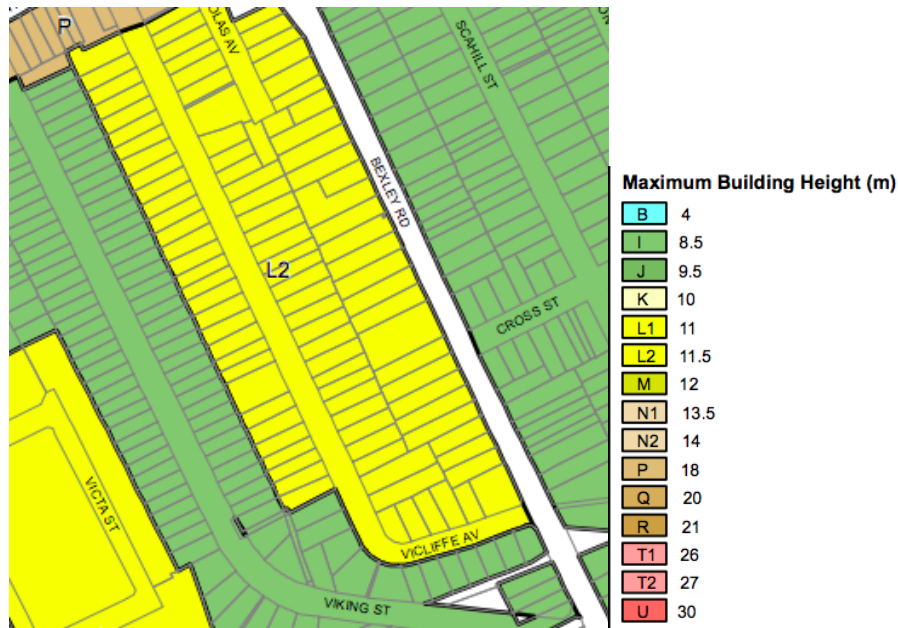 P
OLAS AV
SCAHILL ST
BEXLEY RD
L2
CROSS ST
VICTA ST
VICLIFFE AV
VIKING ST
Maximum Building Height (m)
B 4
I 8.5
J 9.5
K 10
L1 11
L2 11.5
M 12
N1 13.5
N2 14
P 18
Q 20
R 21
T1 26
T2 27
U 30